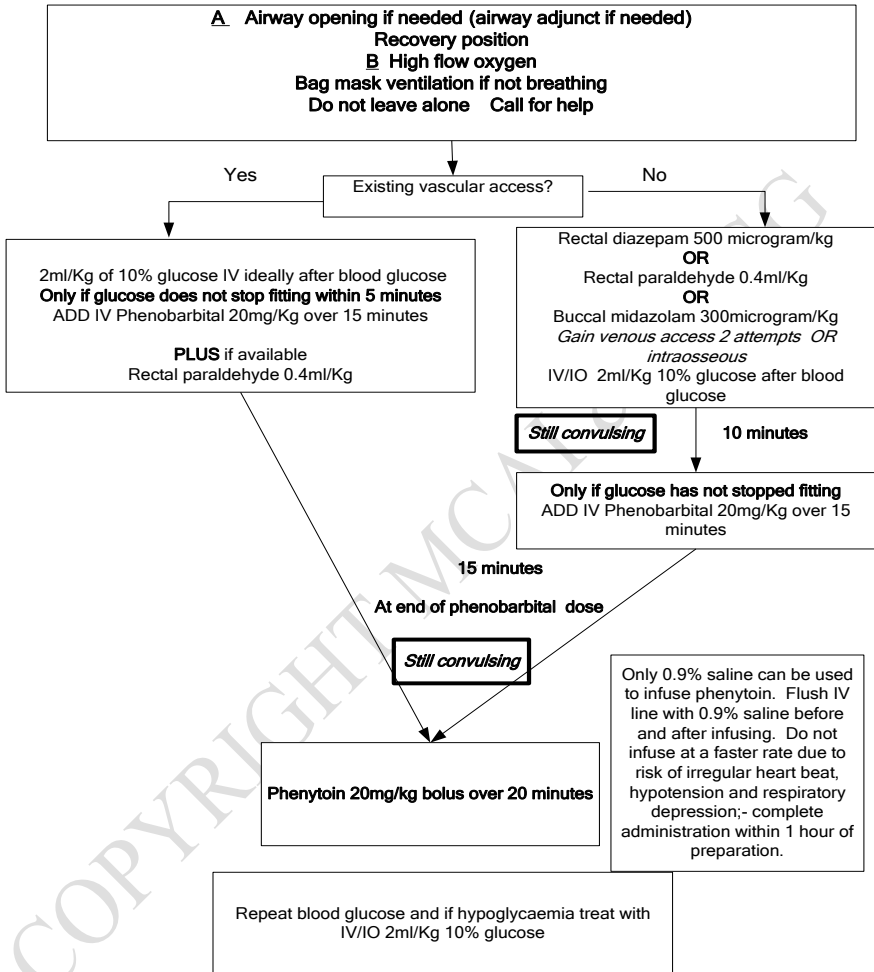 A Airway opening if needed (airway adjunct if needed)
Recovery position
B High flow oxygen
Bag mask ventilation if not breathing
Do not leave alone Call for help
Yes
Existing vascular access?
No
2ml/Kg of 10% glucose IV ideally after blood glucose
Only if glucose does not stop fitting within 5 minutes
ADD IV Phenobarbital 20mg/Kg over 15 minutes
PLUS if available
Rectal paraldehyde 0.4ml/Kg
Rectal diazepam 500 microgram/kg
OR
Rectal paraldehyde 0.4ml/Kg
OR
Buccal midazolam 300microgram/Kg
Gain venous access 2 attempts OR
intraosseous
IV/IO 2ml/Kg 10% glucose after blood
glucose
Still convulsing
10 minutes
Only if glucose has not stopped fitting
ADD IV Phenobarbital 20mg/Kg over 15
minutes
15 minutes
At end of phenobarbital dose
Still convulsing
Phenytoin 20mg/kg bolus over 20 minutes
Only 0.9% saline can be used
to infuse phenytoin. Flush IV
line with 0.9% saline before
and after infusing. Do not
infuse at a faster rate due to
risk of irregular heart beat,
hypotension and respiratory
depression;- complete
administration within 1 hour of
preparation.
Repeat blood glucose and if hypoglycaemia treat with
IV/IO 2ml/Kg 10% glucose
COPYRIGHT MCAI